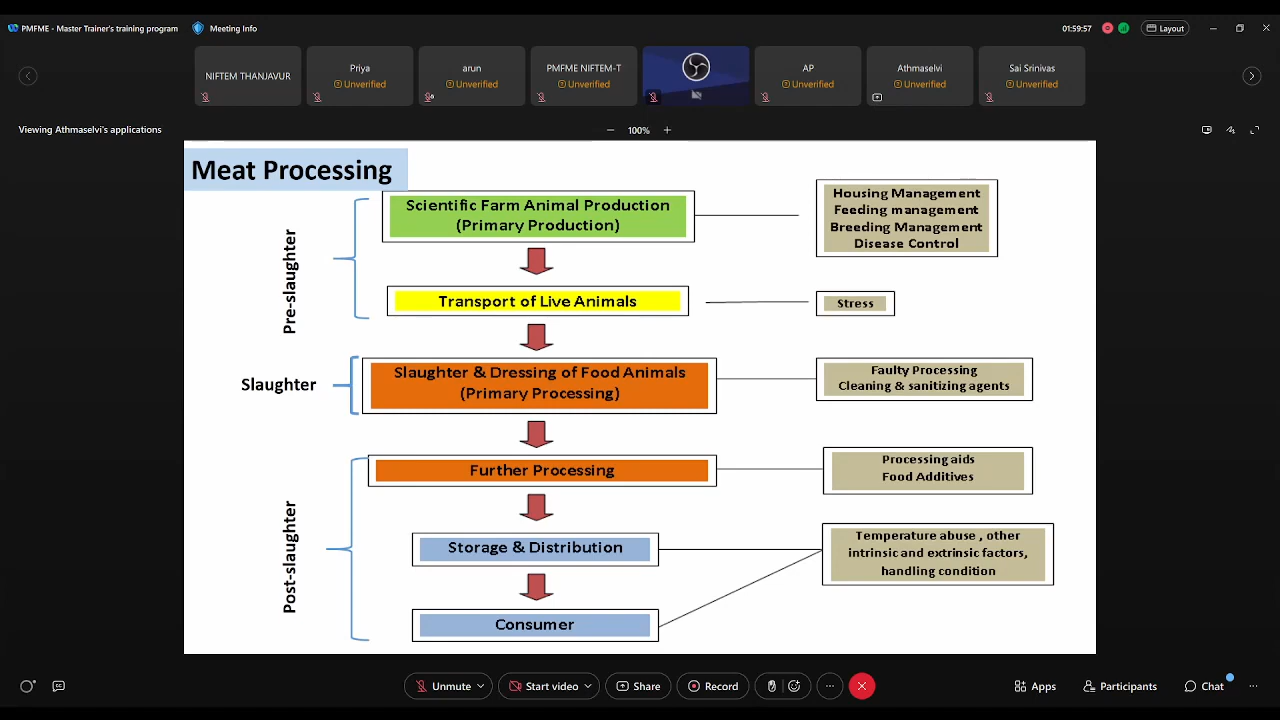 PMFME - Master Trainer's training program
Meeting Info
01:59:57
Layout
NIFTEM THANJAVUR
Priya
Unverified
arun
Unverified
PMFME NIFTEM-T
Unverified
AP
Unverified
Athmaselvi
Unverified
Sai Srinivas
Unverified
Viewing Athmaselvi's applications
100%
Meat Processing
Pre-slaughter
Scientific Farm Animal Production
(Primary Production)
Housing Management
Feeding management
Breeding Management
Disease Control
Transport of Live Animals
Stress
Slaughter
Slaughter & Dressing of Food Animals
(Primary Processing)
Faulty Processing
Cleaning & sanitizing agents
Post-slaughter
Further Processing
Processing aids
Food Additives
Storage & Distribution
Temperature abuse , other
intrinsic and extrinsic factors,
handling condition
Consumer
Unmute
Start video
Share
Record
Apps
Participants
Chat